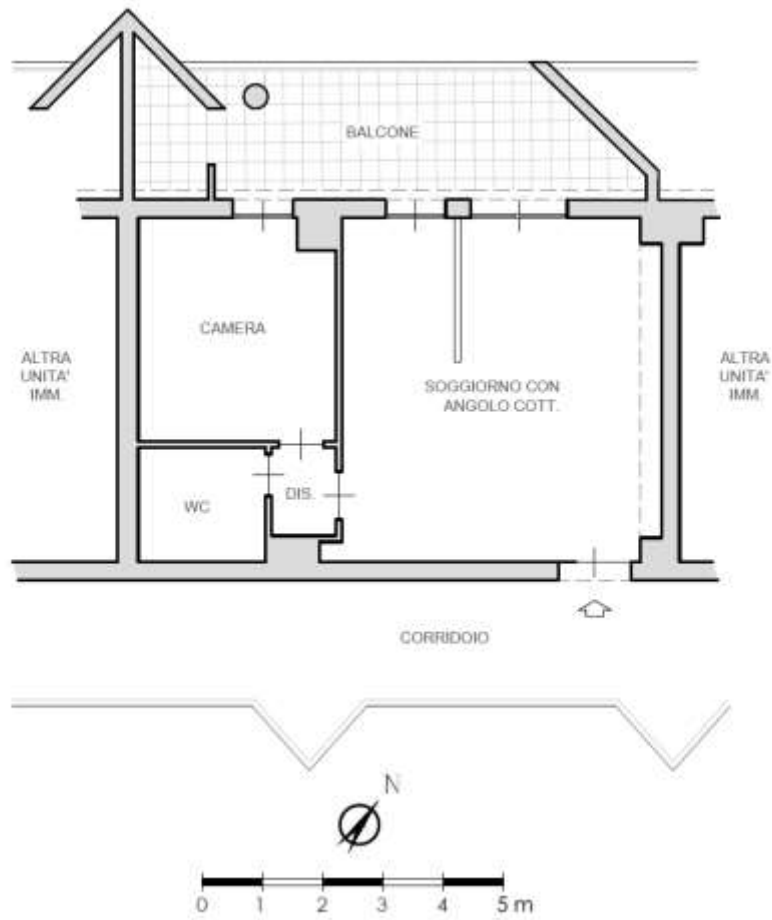 BALCONE
CAMERA
ALTRA
UNITA'
IMM.
SOGGIORNO CON
ANGOLO COTT.
ALTRA
UNITA'
IMM.
WC
DIS.
CORRIDOIO
N
0 1 2 3 4 5 m